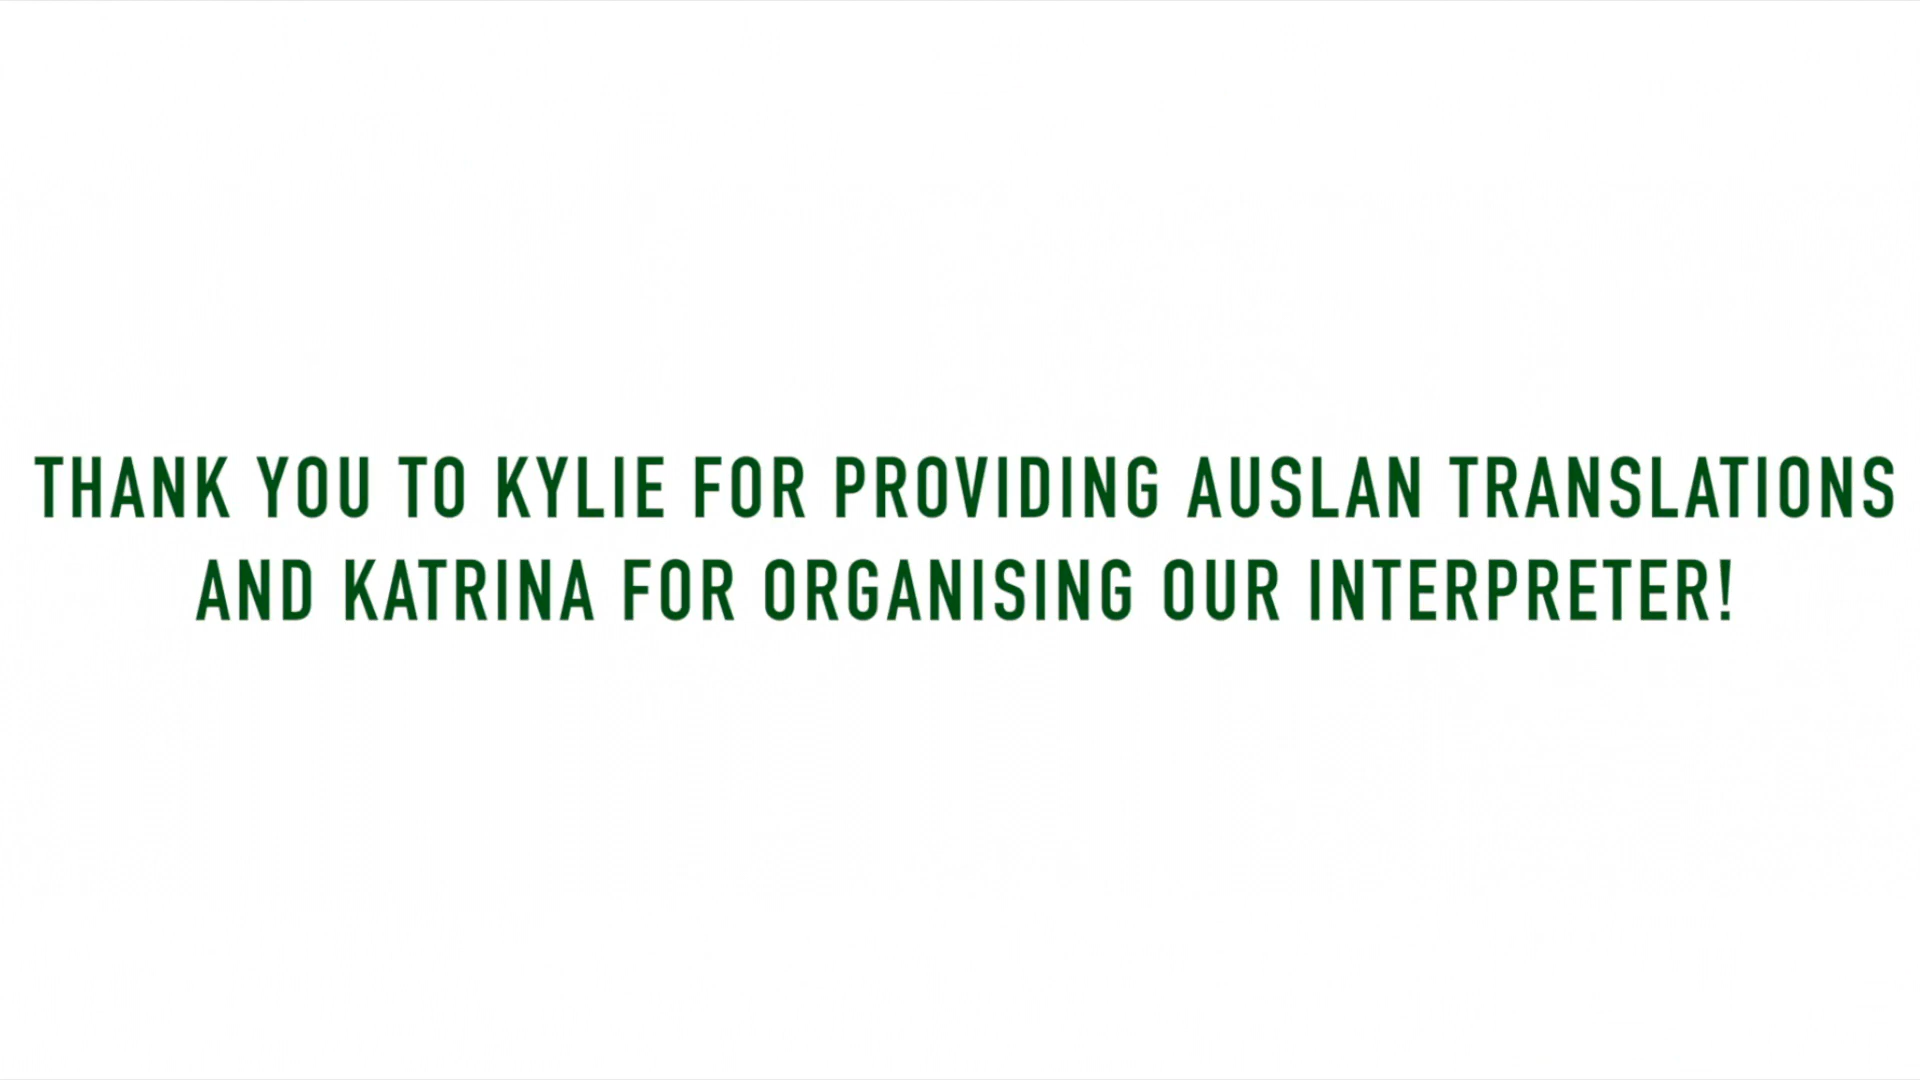 THANK YOU TO KYLIE FOR PROVIDING AUSLAN TRANSLATIONS
AND KATRINA FOR ORGANISING OUR INTERPRETER!